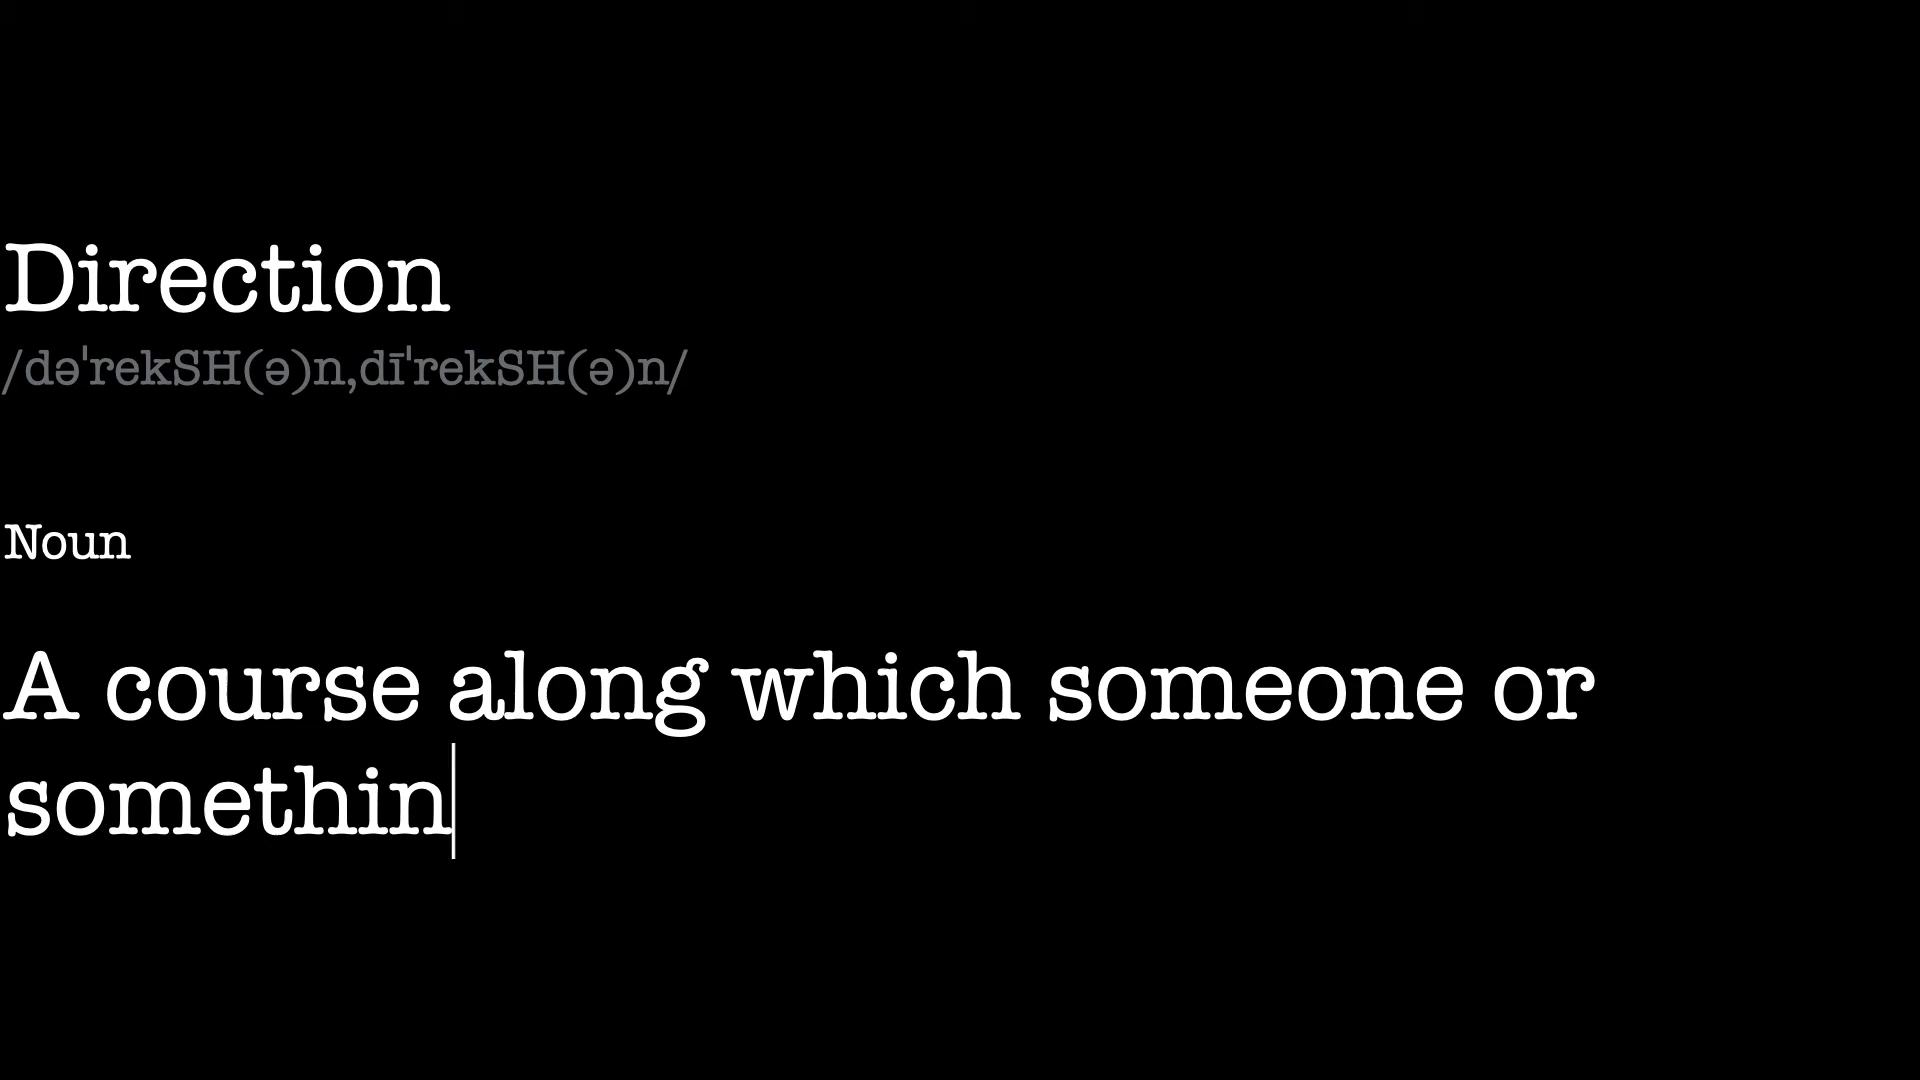 Direction
/dəˈrekSH(ə)n,dīˈrekSH(ə)n/
Noun
A course along which someone or
somethin